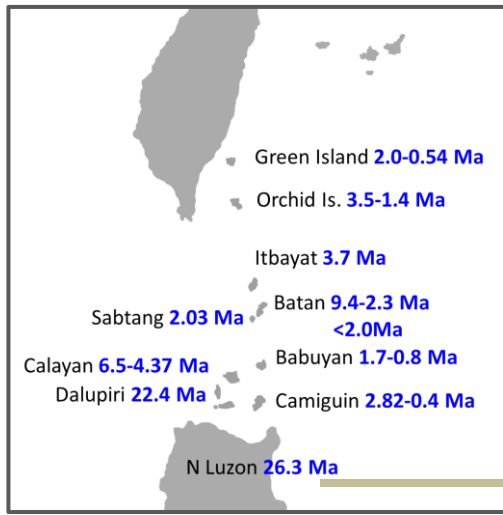 Green Island 2.0-0.54 Ma
Orchid Is. 3.5-1.4 Ma
Itbayat 3.7 Ma
Batan 9.4-2.3 Ma
<2.0Ma
Sabtang 2.03 Ma
Babuyan 1.7-0.8 Ma
Calayan 6.5-4.37 Ma
Dalupiri 22.4 Ma
Camiguin 2.82-0.4 Ma
N Luzon 26.3 Ma